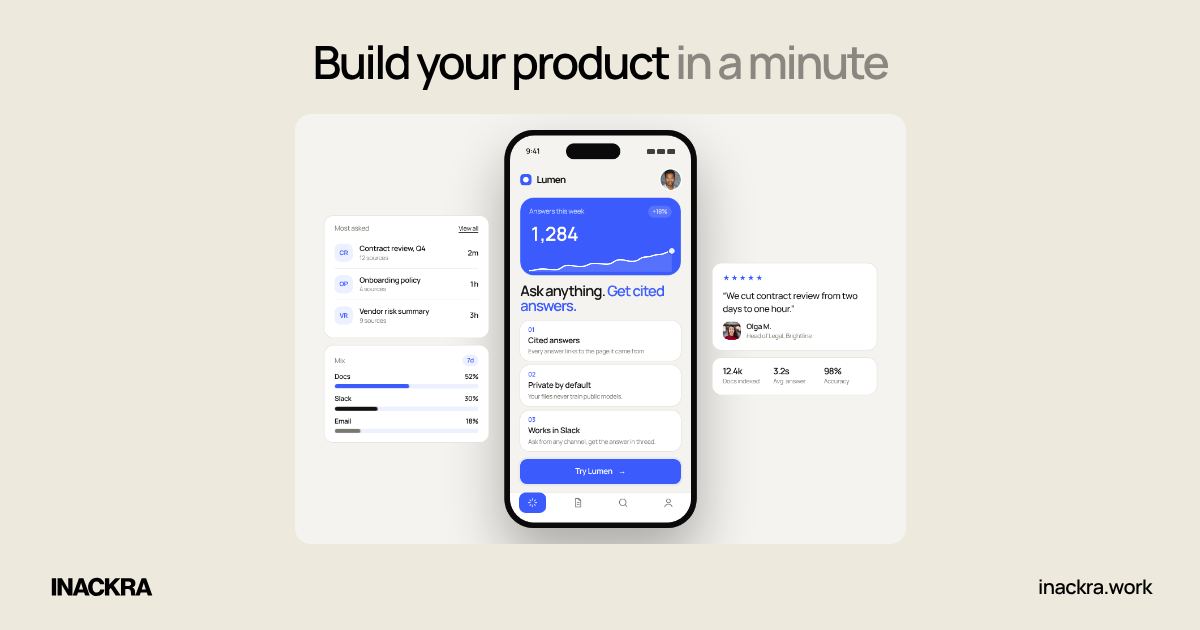 Build your product in a minute
Most asked
View all
CR
Contract review, Q4
2m
12 sources
OP
Onboarding policy
1h
4 sources
VR
Vendor risk summary
3h
9 sources
Mix
7d
Docs
52%
Slack
30%
Email
18%
9:41
Lumen
Answers this week
+18%
1,284
Ask anything. Get cited
answers.
01
Cited answers
Every answer links to the page it came from
02
Private by default
Your files never train public models.
03
Works in Slack
Ask from any channel, get the answer in thread.
Try Lumen →
★★★★★
“We cut contract review from two
days to one hour.”
Olga M.
Head of Legal, Brightline
12.4k
3.2s
98%
Docs indexed
Avg. answer
Accuracy
INACKRA
inackra.work